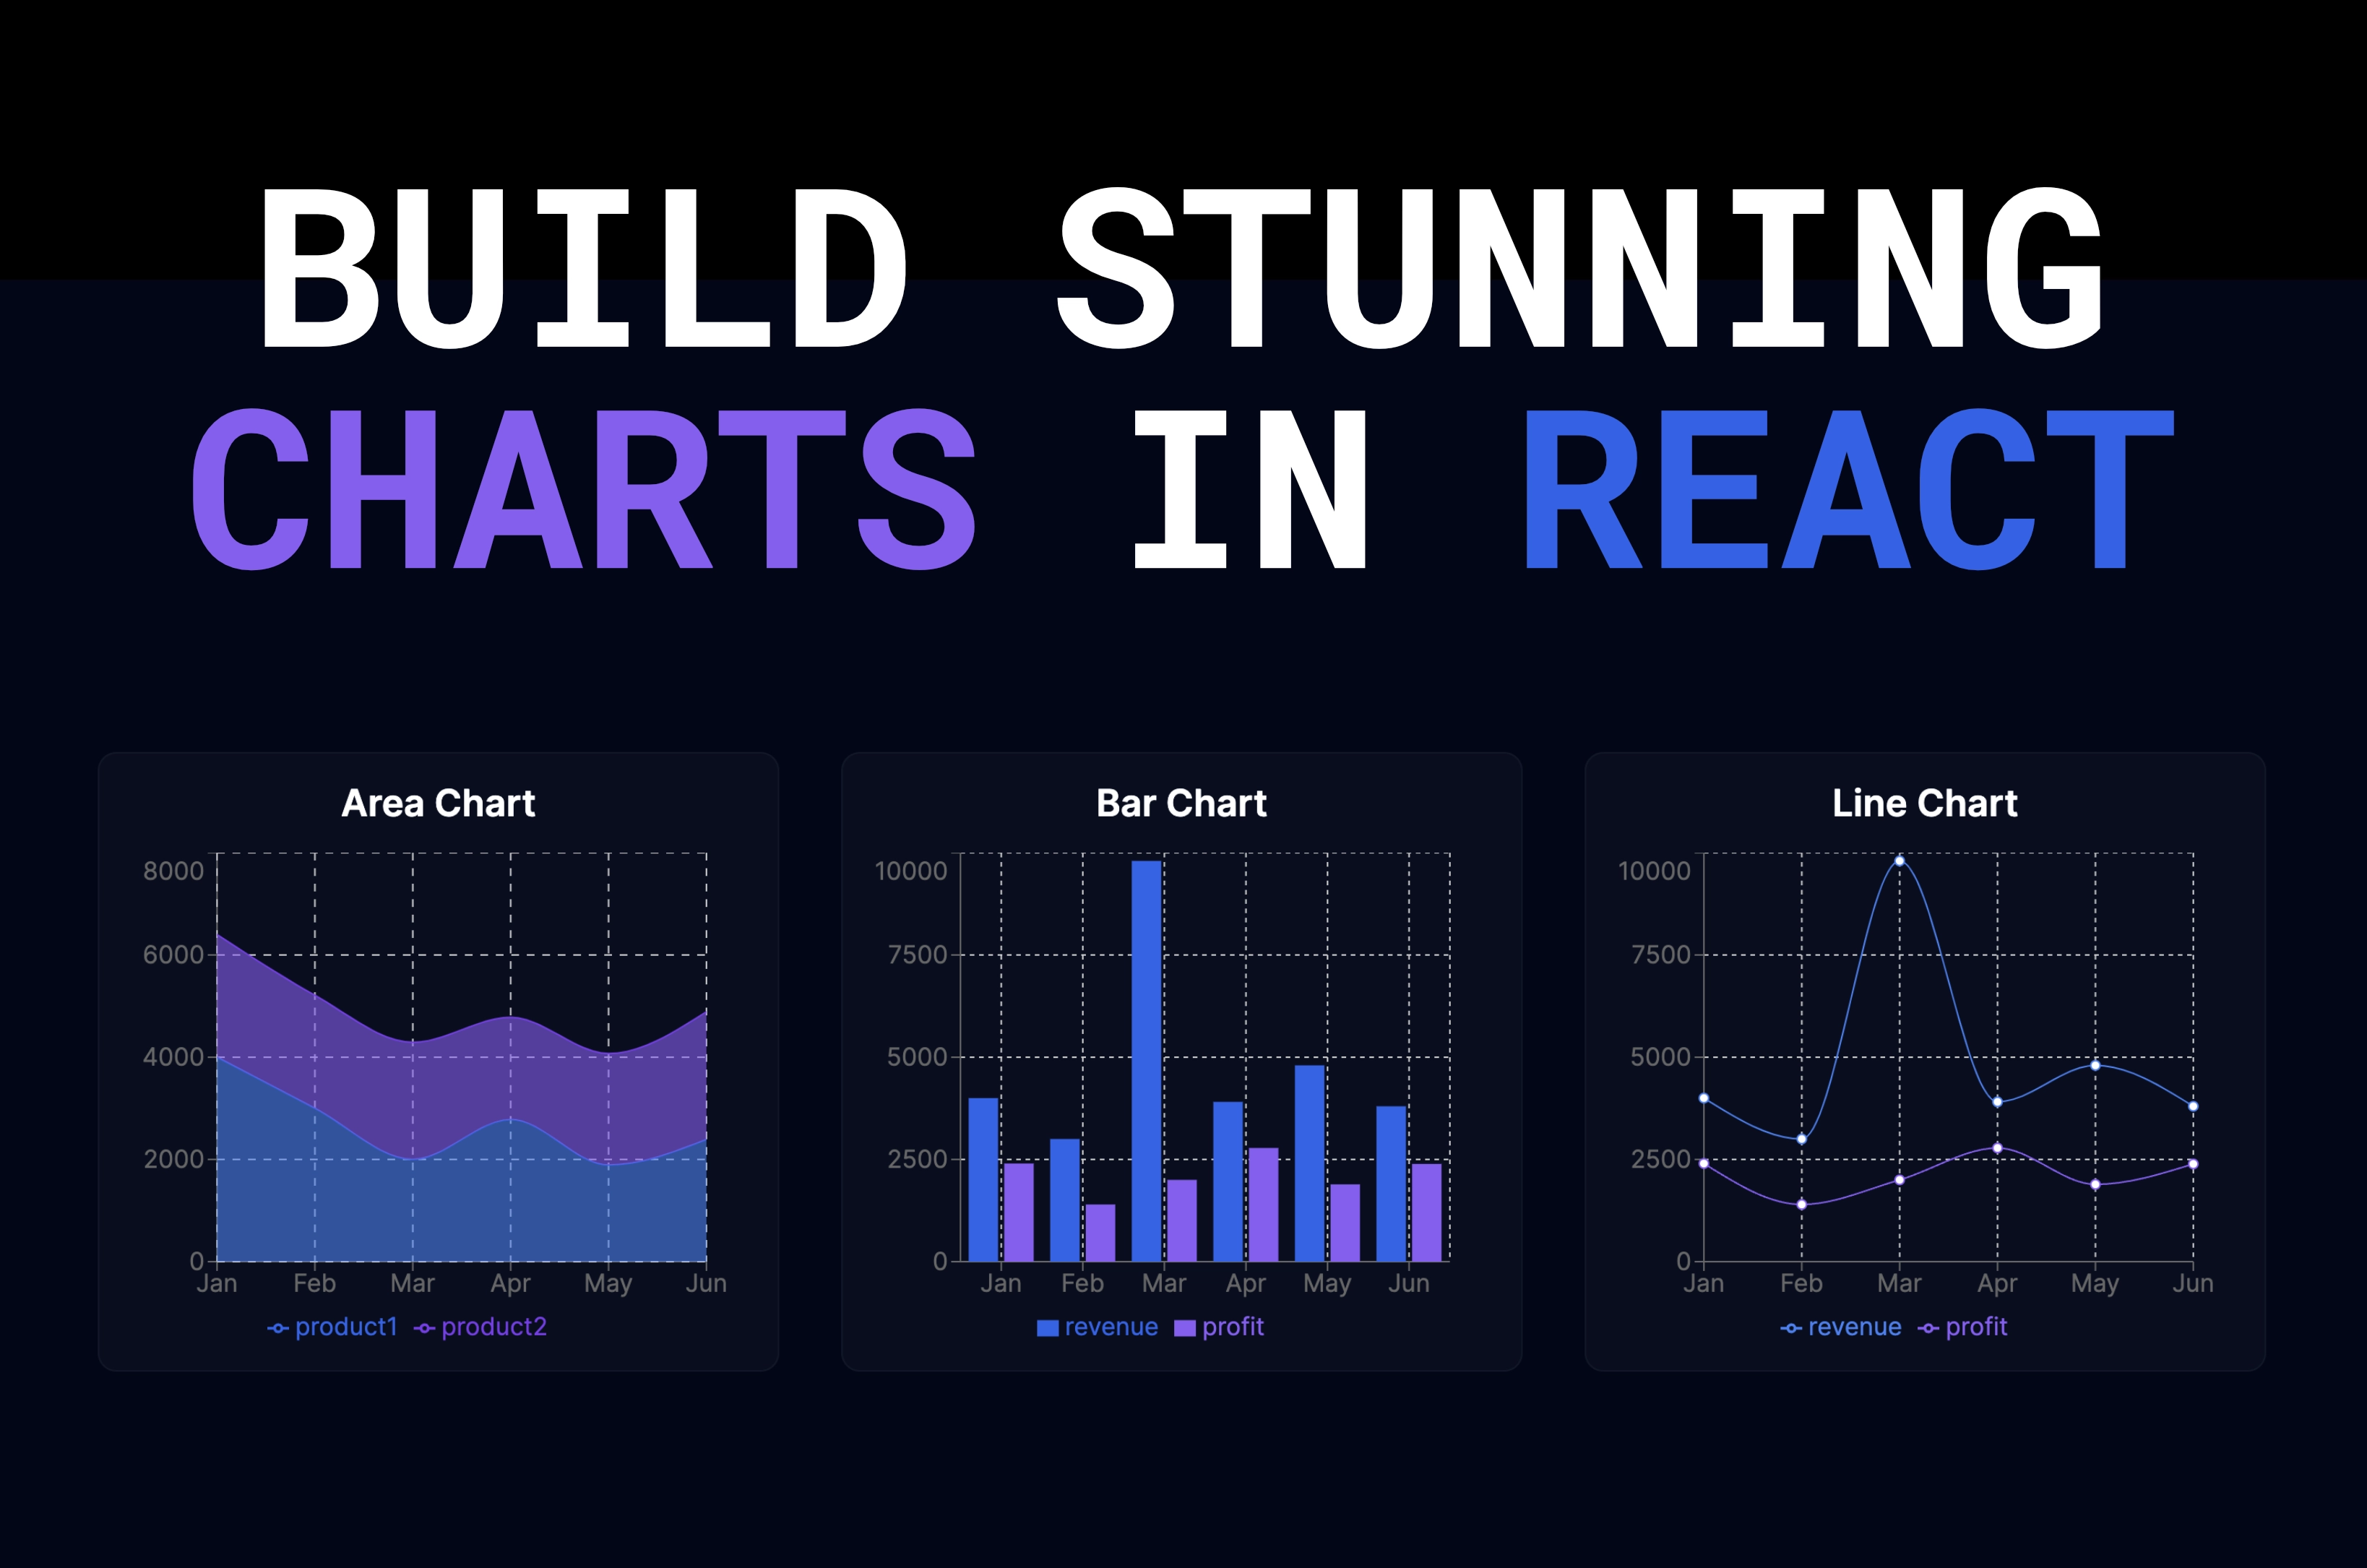 BUILD STUNNING
CHARTS IN REACT
Area Chart
8000
6000
4000
2000
0
Jan Feb Mar Apr May Jun
product1 product2
Bar Chart
10000
7500
5000
2500
0
Jan Feb Mar Apr May Jun
revenue profit
Line Chart
10000
7500
5000
2500
0
Jan Feb Mar Apr May Jun
revenue profit